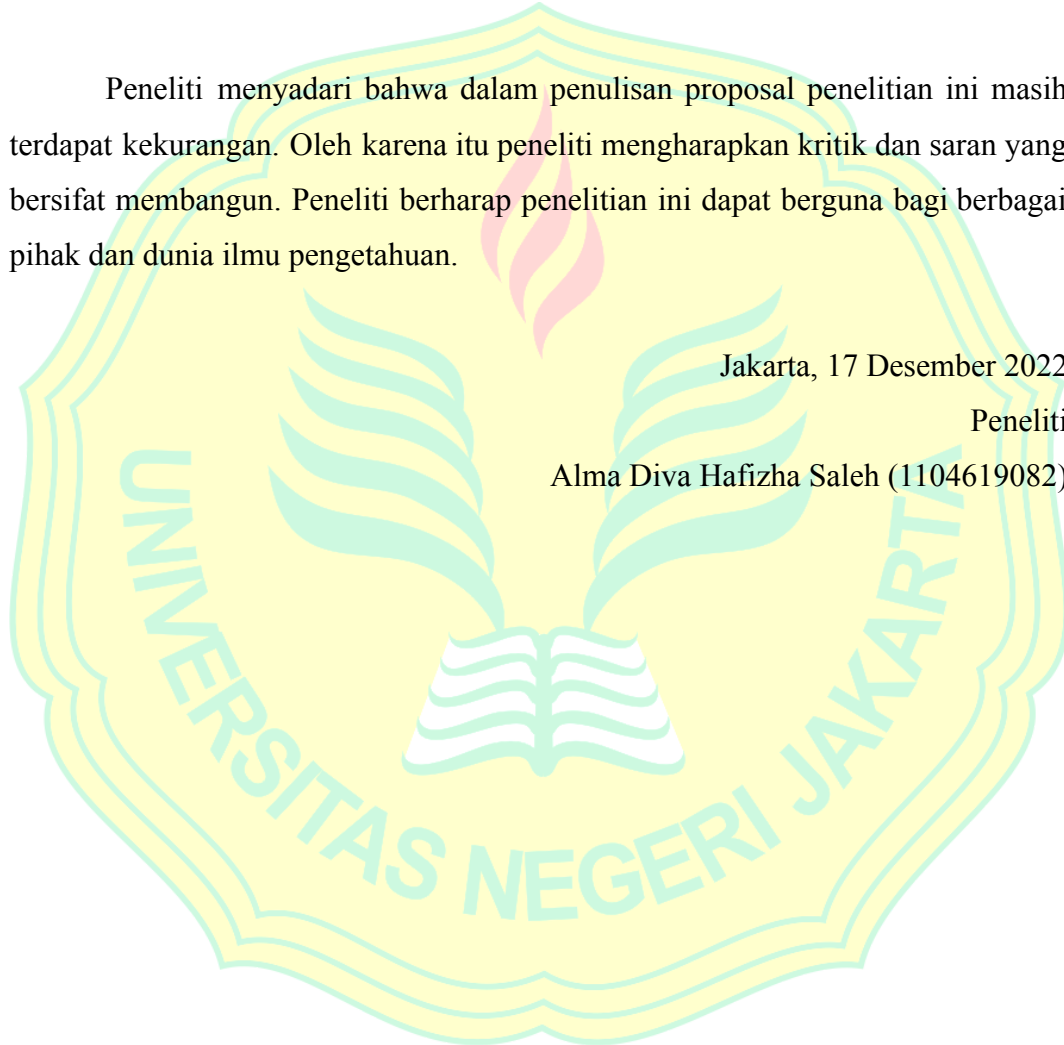 Peneliti menyadari bahwa dalam penulisan proposal penelitian ini masih
terdapat kekurangan. Oleh karena itu peneliti mengharapkan kritik dan saran yang
bersifat membangun. Peneliti berharap penelitian ini dapat berguna bagi berbagai
pihak dan dunia ilmu pengetahuan.
Jakarta, 17 Desember 2022
Peneliti
Alma Diva Hafizha Saleh (1104619082)
UNIVERSITAS NEGERI JAKARTA